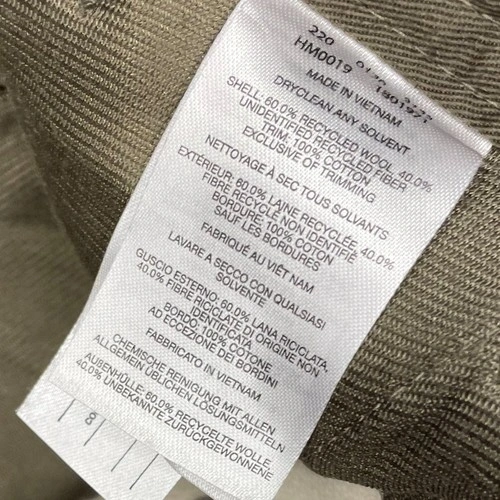 220
HM0019
MADE IN VIETNAM
DRYCLEAN ANY SOLVENT
SHELL: 60.0% RECYCLED WOOL, 40.0%
UNIDENTIFIED RECYCLED FIBER
TRIM: 100% COTTON
EXCLUSIVE OF TRIMMING
NETTOYAGE À SEC TOUS SOLVANTS
EXTÉRIEUR: 60.0% LAINE RECYCLÉE, 40.0%
FIBRE RECYCLÉE NON IDENTIFIÉE
BORDURE: 100% COTON
SAUF LES BORDURES
FABRIQUÉ AU VIÊT NAM
LAVARE A SECCO CON QUALSIASI
SOLVENTE
GUSCIO ESTERNO: 60.0% LANA RICICLATA,
40.0% FIBRE RICICLATE DI ORIGINE NON
IDENTIFICATA
BORDO: 100% COTONE
AD ECCEZIONE DEI BORDINI
FABBRICATO IN VIETNAM
CHEMISCHE REINIGUNG MIT ALLEN
ALLGEMEIN ÜBLICHEN LÖSUNGSMITTELN
AUßENHÜLLE: 60.0% RECYCELTE WOLLE,
40.0% UNBEKANNTE ZURÜCKGEWONNENE
8